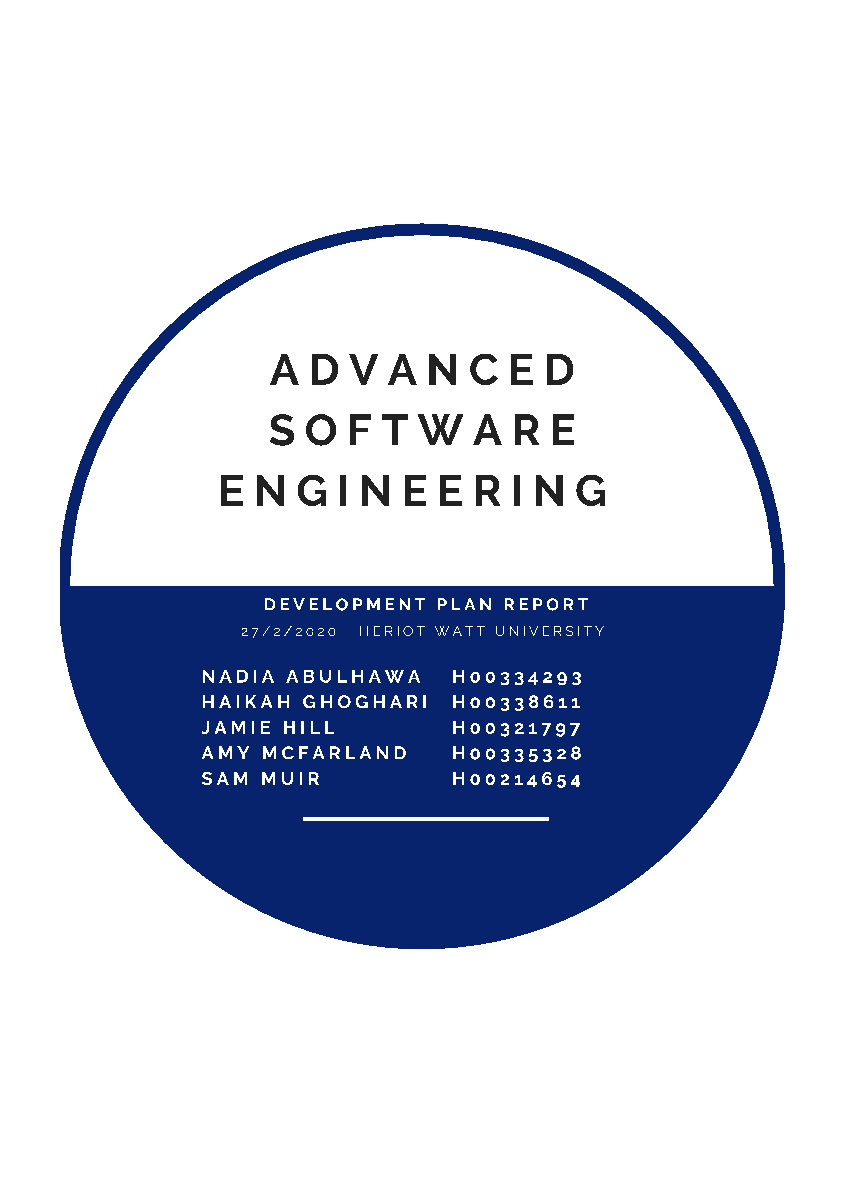 ADVANCED
SOFTWARE
ENGINEERING
DEVELOPMENT PLAN REPORT
27/2/2020 HERIOT WATT UNIVERSITY
NADIA ABULHAWA H00334293
HAIKAH GHOGHARI H00338611
JAMIE HILL H00321797
AMY MCFARLAND H00335328
SAM MUIR H00214654